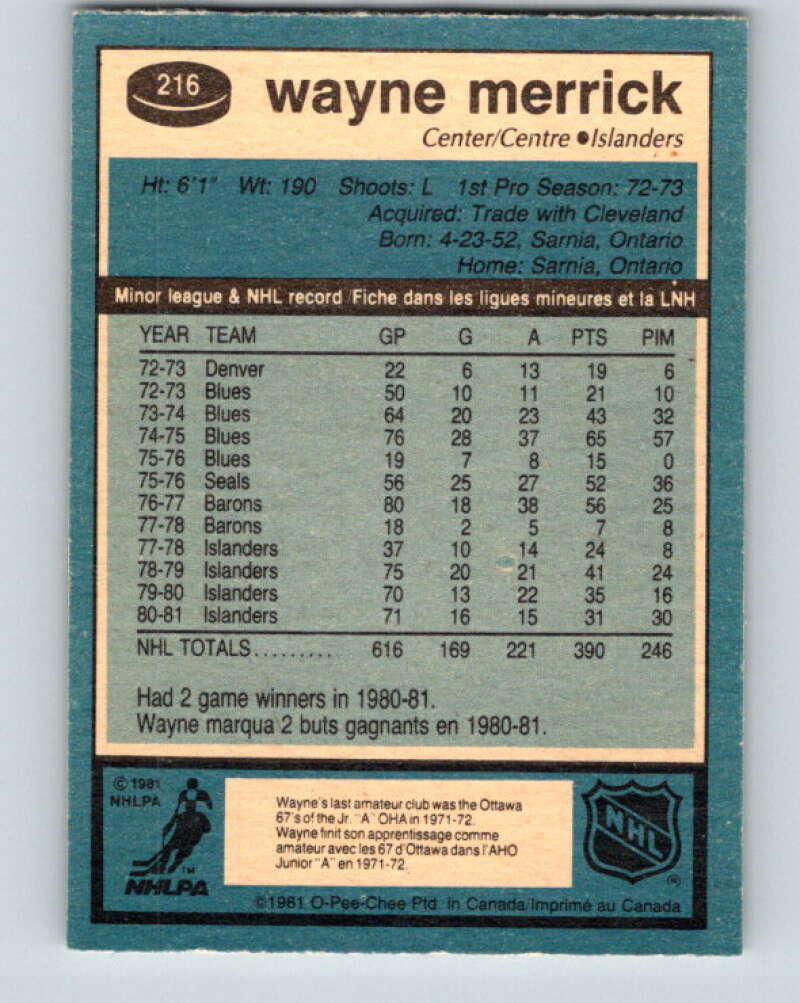 216
wayne merrick
Center/Centre ●Islanders
Ht: 6'1" Wt: 190 Shoots: L 1st Pro Season: 72-73
Acquired: Trade with Cleveland
Born: 4-23-52, Sarnia, Ontario
Home: Sarnia, Ontario
Minor league & NHL record/Fiche dans les ligues mineures et la LNH
YEAR TEAM GP G A PTS PIM
72-73 Denver 22 6 13 19 6
72-73 Blues 50 10 11 21 10
73-74 Blues 64 20 23 43 32
74-75 Blues 76 28 37 65 57
75-76 Blues 19 7 8 15 0
75-76 Seals 56 25 27 52 36
76-77 Barons 80 18 38 56 25
77-78 Barons 18 2 5 7 8
77-78 Islanders 37 10 14 24 8
78-79 Islanders 75 20 21 41 24
79-80 Islanders 70 13 22 35 16
80-81 Islanders 71 16 15 31 30
NHL TOTALS......... 616 169 221 390 246
Had 2 game winners in 1980-81.
Wayne marqua 2 buts gagnants en 1980-81.
© 1981
NHLPA
TM
NHLPA
Wayne's last amateur club was the Ottawa
67's of the Jr. "A" OHA in 1971-72.
Wayne finit son apprentissage comme
amateur avec les 67 d'Ottawa dans l'AHO
Junior "A" en 1971-72.
NHL
®
©1981 O-Pee-Chee Ptd. in Canada/Imprimé au Canada